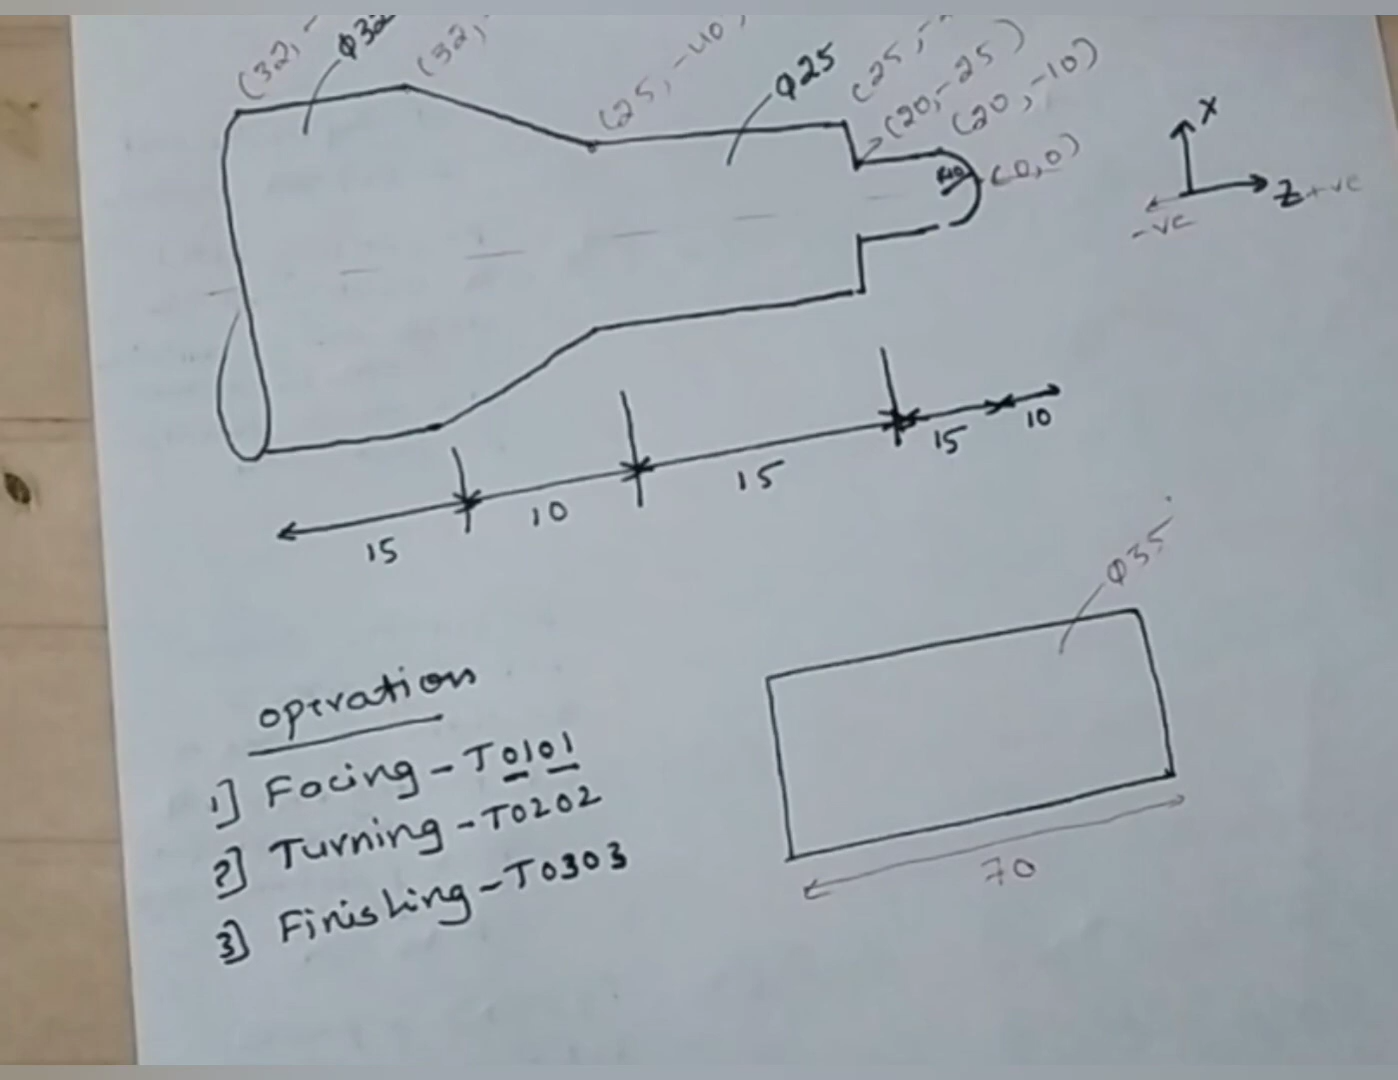 (32,-
Φ32
(32,-
(25,-40,
Φ25
(25,-
(20,-25)
(20,-10)
R10
(0,0)
X
Z+ve
-ve
15
10
15
15
10
Φ35
70
operation
1] Facing - T0101
2] Turning - T0202
3] Finishing - T0303